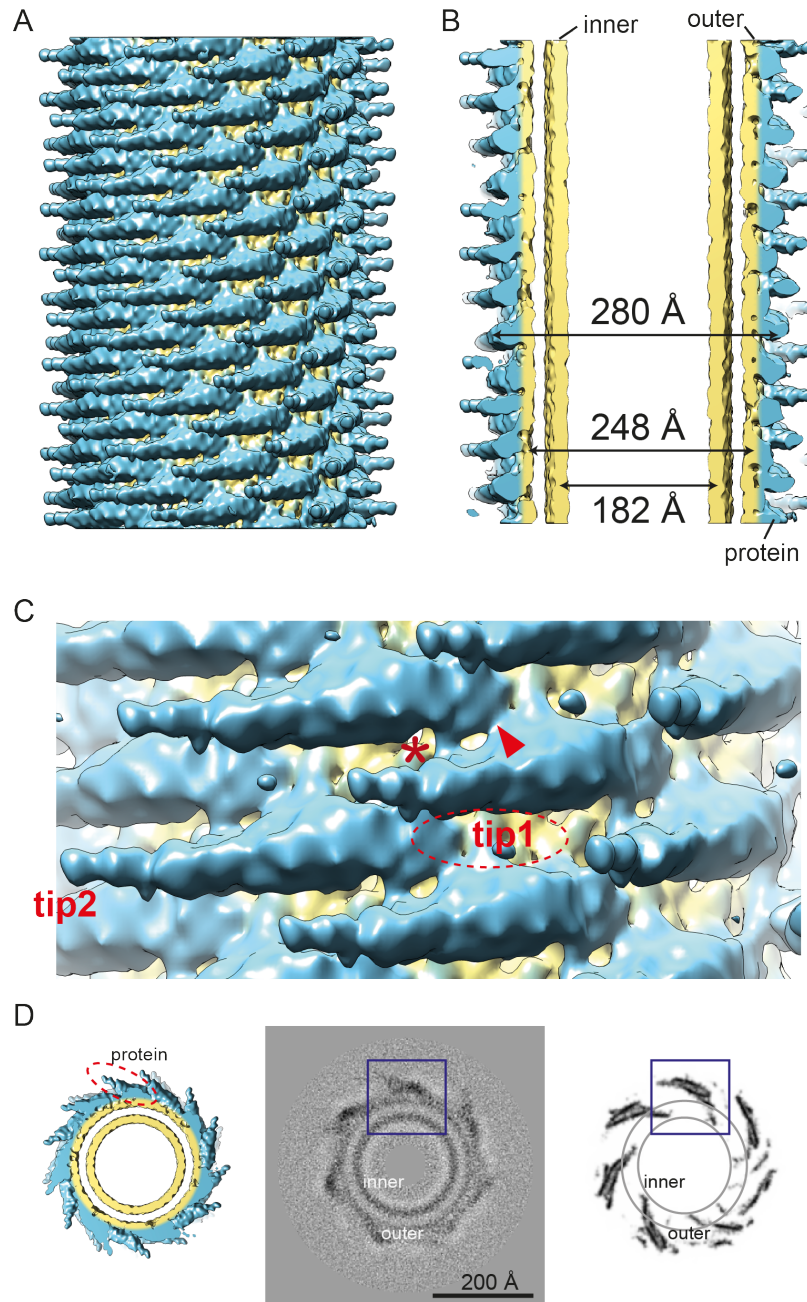 A
B
inner
outer
280 Å
248 Å
182 Å
protein
C
*
tip1
tip2
D
protein
inner
outer
200 Å
inner
outer